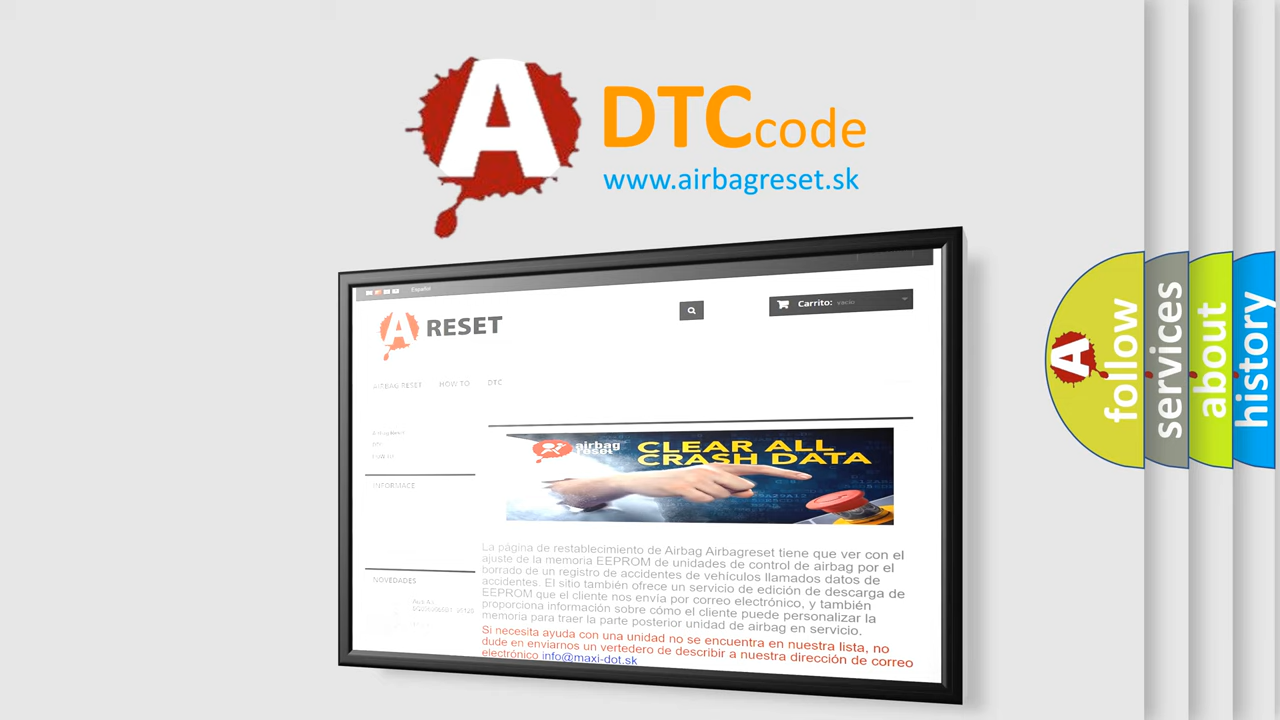 A
DTCcode
www.airbagreset.sk
Español
A RESET
Carrito: vacío
AIRBAG RESET HOW TO DTC
INFORMACE
airbag
reset
CLEAR ALL
CRASH DATA
La página de restablecimiento de Airbag Airbagreset tiene que ver con el
ajuste de la memoria EEPROM de unidades de control de airbag por el
borrado de un registro de accidentes de vehículos llamados datos de
accidentes. El sitio también ofrece un servicio de edición de descarga de
EEPROM que el cliente nos envía por correo electrónico, y también
proporciona información sobre cómo el cliente puede personalizar la
memoria para traer la parte posterior unidad de airbag en servicio.
Si necesita ayuda con una unidad no se encuentra en nuestra lista, no
dude en enviarnos un vertedero de describir a nuestra dirección de correo
electrónico info@maxi-dot.sk
NOVEDADES
A
follow
services
about
history